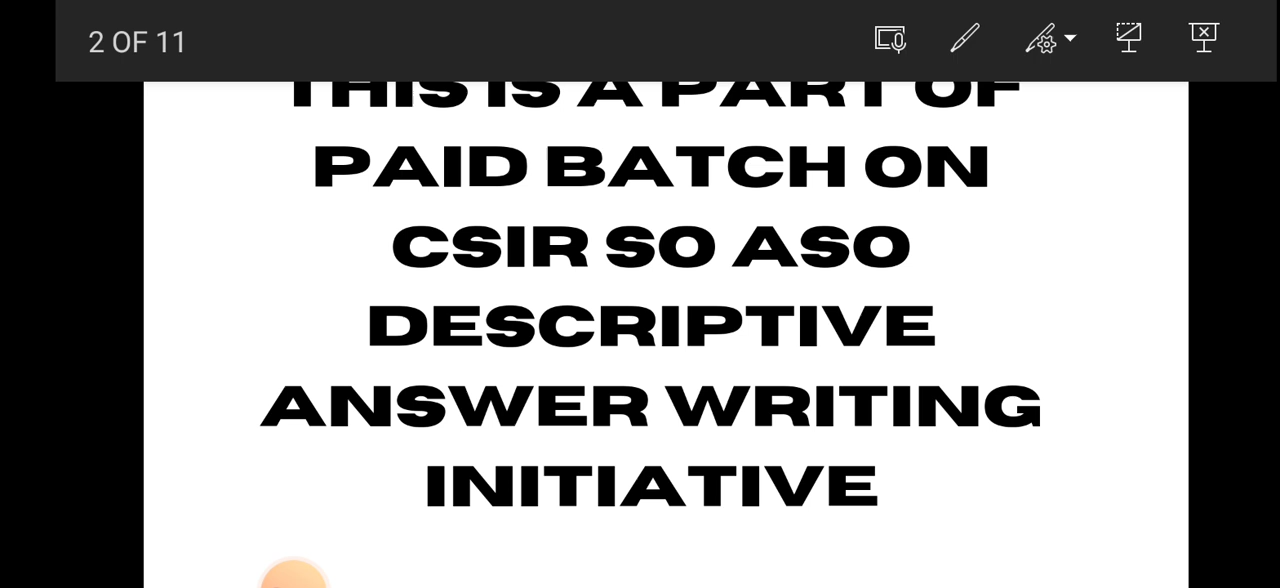 2 OF 11
THIS IS A PART OF
PAID BATCH ON
CSIR SO ASO
DESCRIPTIVE
ANSWER WRITING
INITIATIVE